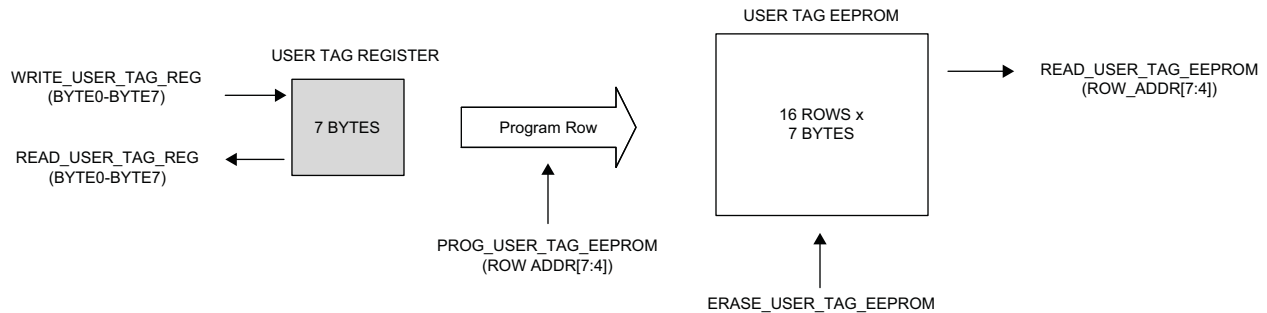 USER TAG EEPROM
USER TAG REGISTER
WRITE_USER_TAG_REG
(BYTE0-BYTE7)
READ_USER_TAG_REG
(BYTE0-BYTE7)
7 BYTES
Program Row
PROG_USER_TAG_EEPROM
(ROW ADDR[7:4])
16 ROWS x
7 BYTES
READ_USER_TAG_EEPROM
(ROW_ADDR[7:4])
ERASE_USER_TAG_EEPROM